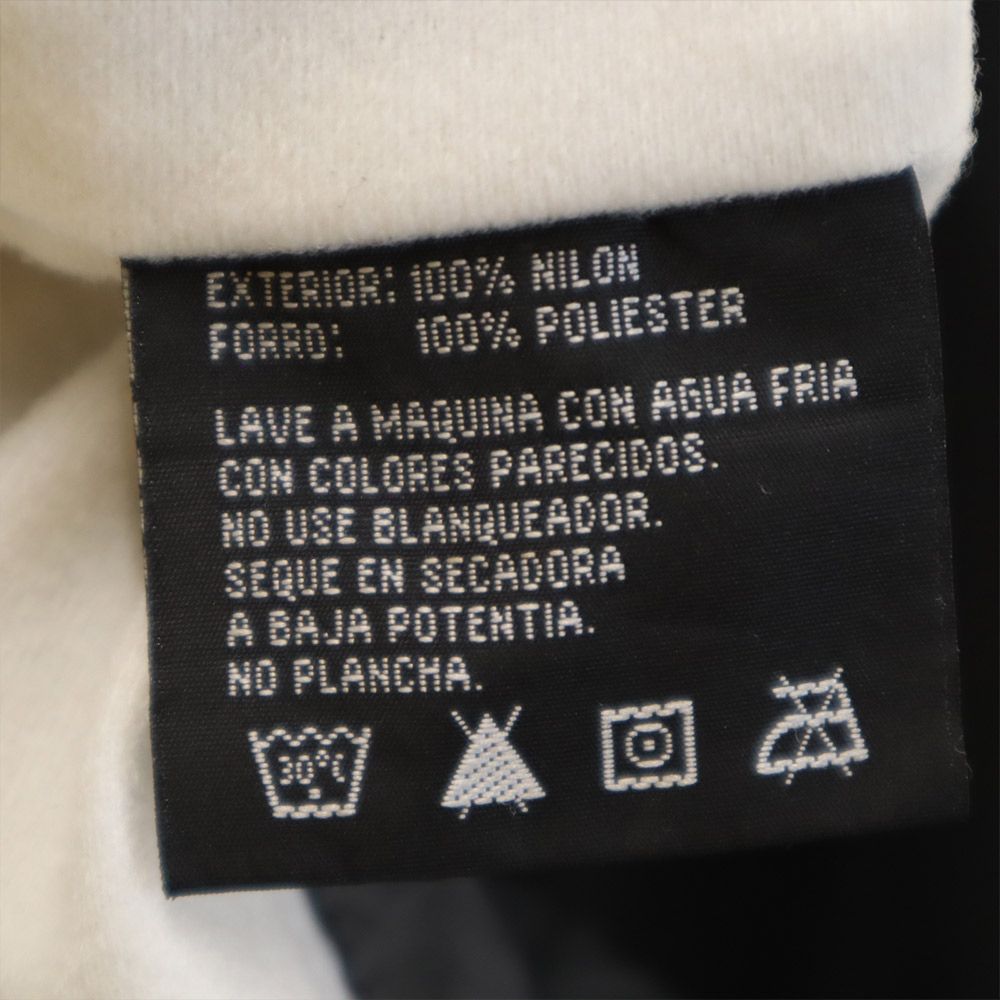 EXTERIOR: 100% NILON
FORRO: 100% POLIESTER
LAVE A MAQUINA CON AGUA FRIA
CON COLORES PARECIDOS.
NO USE BLANQUEADOR.
SEQUE EN SECADORA
A BAJA POTENTIA.
NO PLANCHA.
30°C